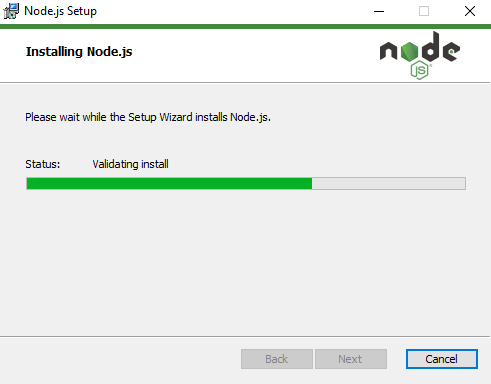 Node.js Setup
Installing Node.js
node
JS
Please wait while the Setup Wizard installs Node.js.
Status: Validating install
Back Next Cancel